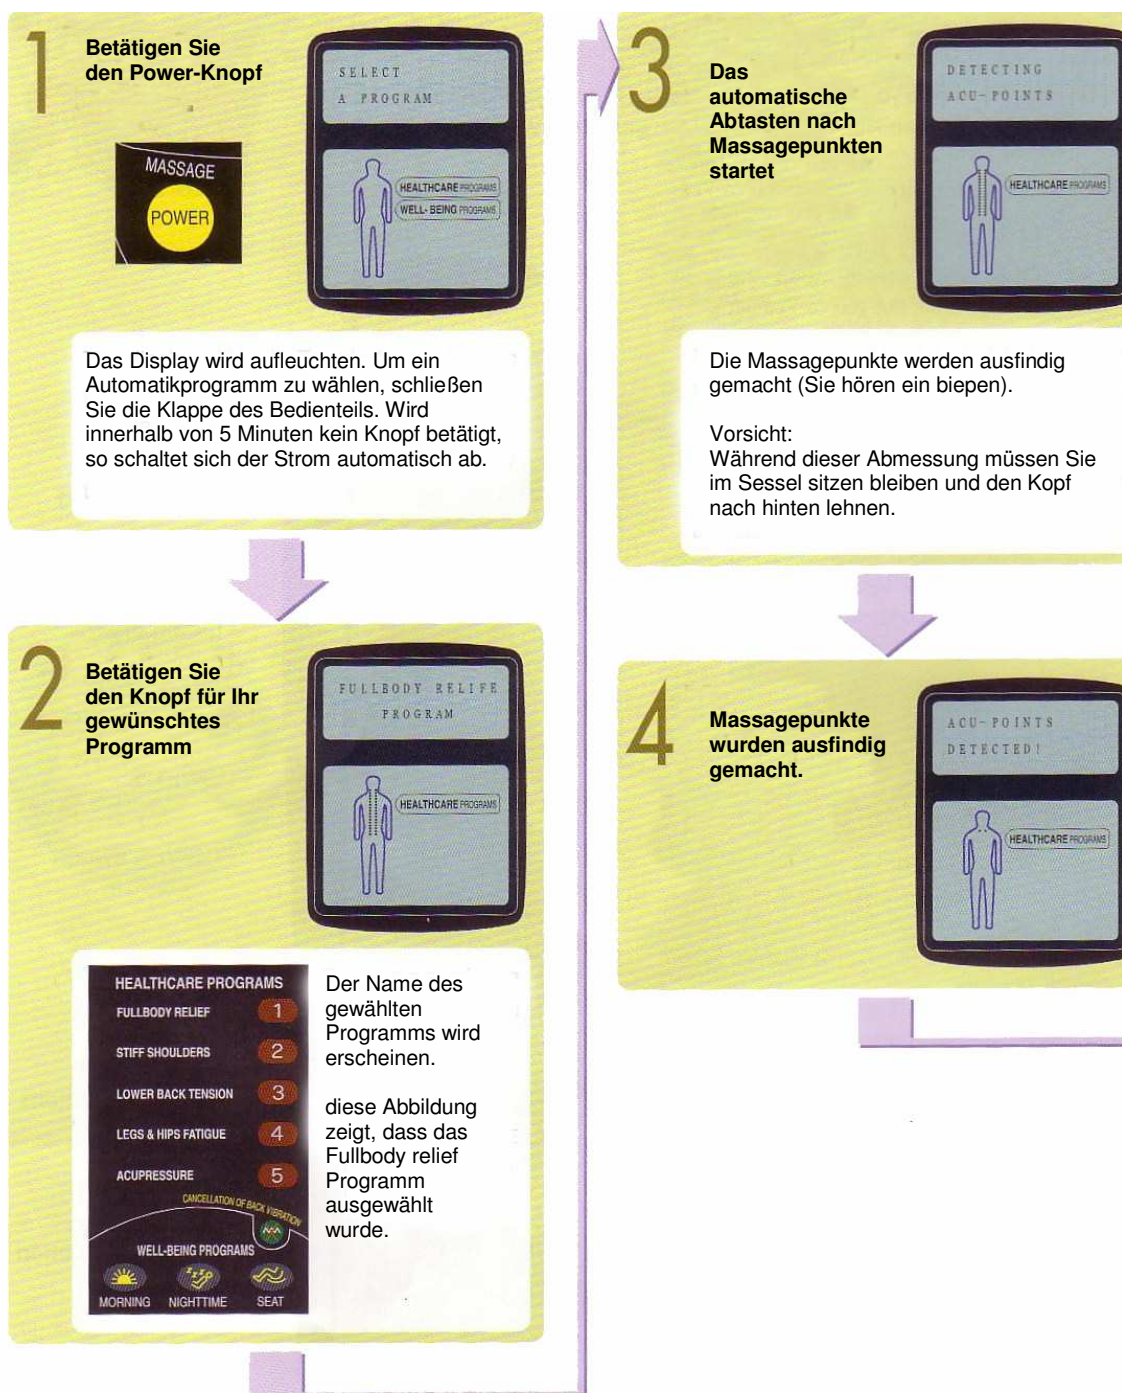 1
Betätigen Sie
den Power-Knopf
SELECT
A PROGRAM
MASSAGE
POWER
HEALTHCARE PROGRAMS
WELL-BEING PROGRAMS
Das Display wird aufleuchten. Um ein
Automatikprogramm zu wählen, schließen
Sie die Klappe des Bedienteils. Wird
innerhalb von 5 Minuten kein Knopf betätigt,
so schaltet sich der Strom automatisch ab.
2
Betätigen Sie
den Knopf für Ihr
gewünschtes
Programm
FULLBODY RELIFE
PROGRAM
HEALTHCARE PROGRAMS
HEALTHCARE PROGRAMS
FULLBODY RELIEF 1
STIFF SHOULDERS 2
LOWER BACK TENSION 3
LEGS & HIPS FATIGUE 4
ACUPRESSURE 5
CANCELLATION OF BACK VIBRATION
WELL-BEING PROGRAMS
MORNING NIGHTTIME SEAT
Der Name des
gewählten
Programms wird
erscheinen.
diese Abbildung
zeigt, dass das
Fullbody relief
Programm
ausgewählt
wurde.
3
Das
automatische
Abtasten nach
Massagepunkten
startet
DETECTING
ACU-POINTS
HEALTHCARE PROGRAMS
Die Massagepunkte werden ausfindig
gemacht (Sie hören ein biepen).
Vorsicht:
Während dieser Abmessung müssen Sie
im Sessel sitzen bleiben und den Kopf
nach hinten lehnen.
4
Massagepunkte
wurden ausfindig
gemacht.
ACU-POINTS
DETECTED!
HEALTHCARE PROGRAMS